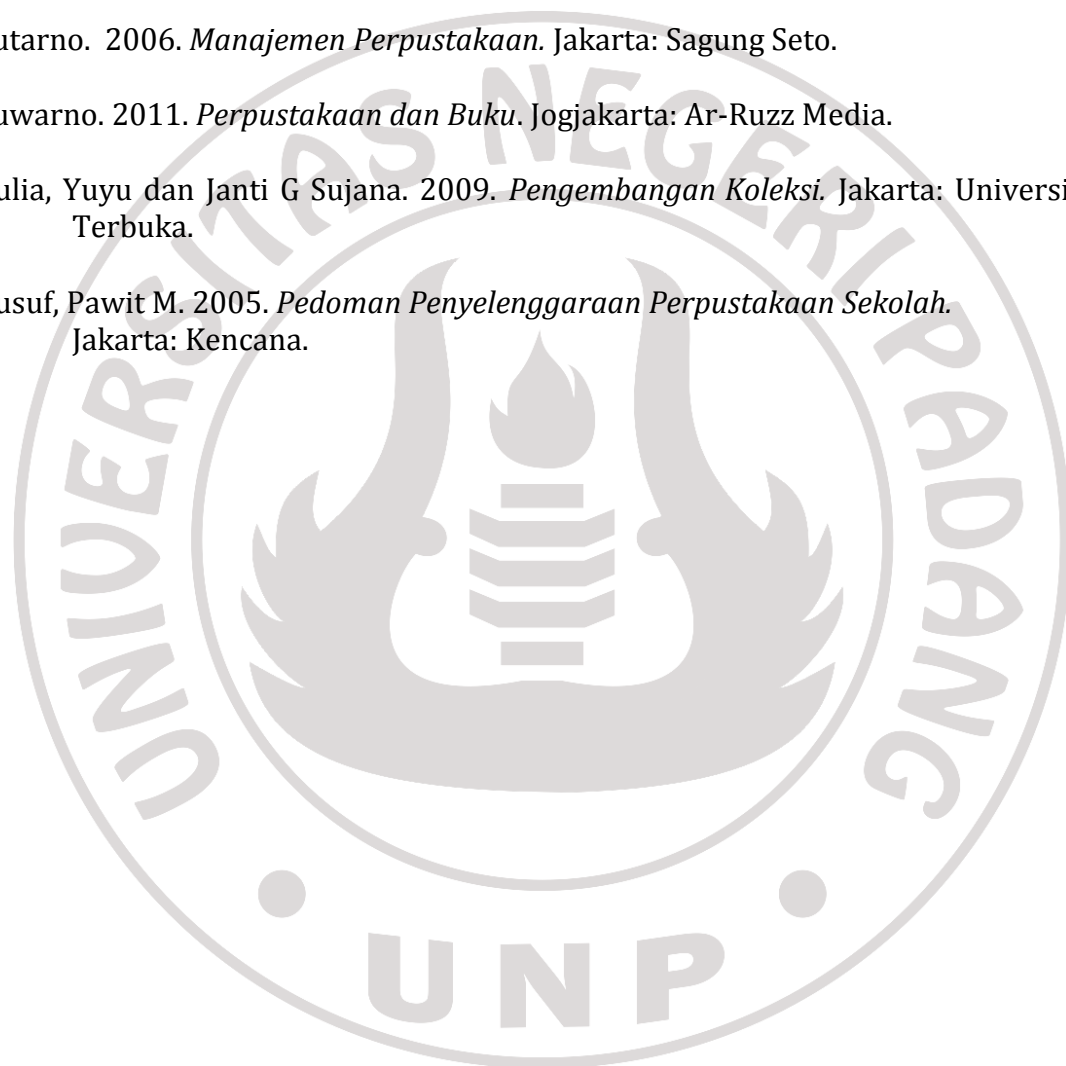 utarno. 2006. Manajemen Perpustakaan. Jakarta: Sagung Seto.
uwarno. 2011. Perpustakaan dan Buku. Jogjakarta: Ar-Ruzz Media.
ulia, Yuyu dan Janti G Sujana. 2009. Pengembangan Koleksi. Jakarta: Universi
Terbuka.
usuf, Pawit M. 2005. Pedoman Penyelenggaraan Perpustakaan Sekolah.
Jakarta: Kencana.
UNIVERSITAS NEGERI PADANG
UNP